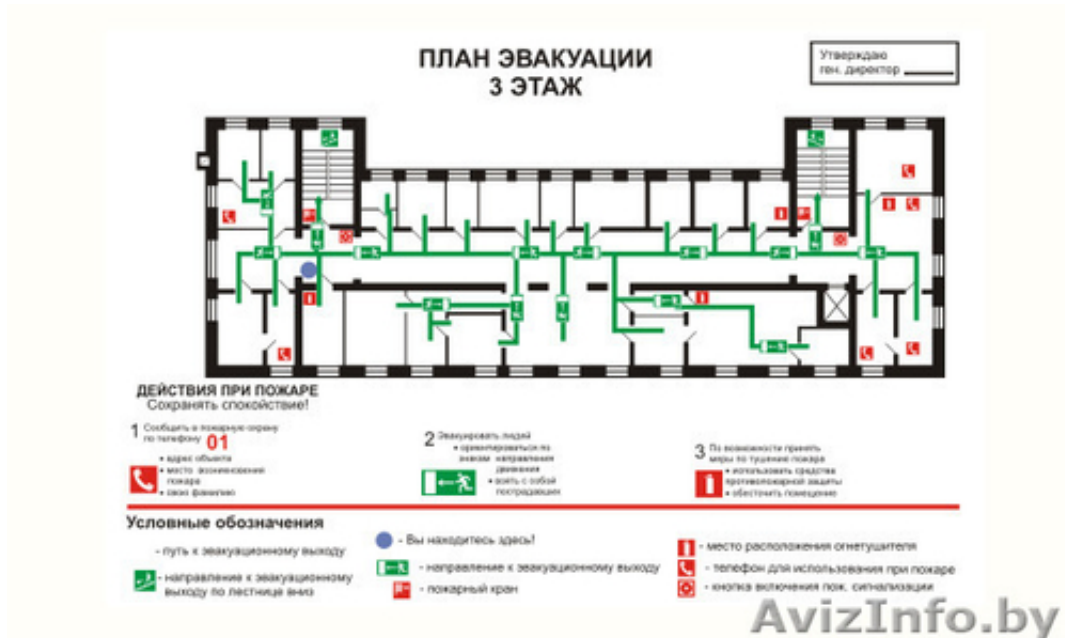 ПЛАН ЭВАКУАЦИИ
3 ЭТАЖ
Утверждаю
ген. директор
ДЕЙСТВИЯ ПРИ ПОЖАРЕ
Сохранять спокойствие!
1 Сообщить в пожарную охрану
по телефону 01
• адрес объекта
• место возникновения
пожара
• свою фамилию
2 Эвакуировать людей
• ориентироваться по
знакам направления
движения
• взять с собой
пострадавших
3 По возможности принять
меры по тушению пожара
• использовать средства
противопожарной защиты
• обесточить помещение
Условные обозначения
- путь к эвакуационному выходу
- направление к эвакуационному
выходу по лестнице вниз
- Вы находитесь здесь!
- направление к эвакуационному выходу
- пожарный кран
- место расположения огнетушителя
- телефон для использования при пожаре
- кнопка включения пож. сигнализации
AvizInfo.by